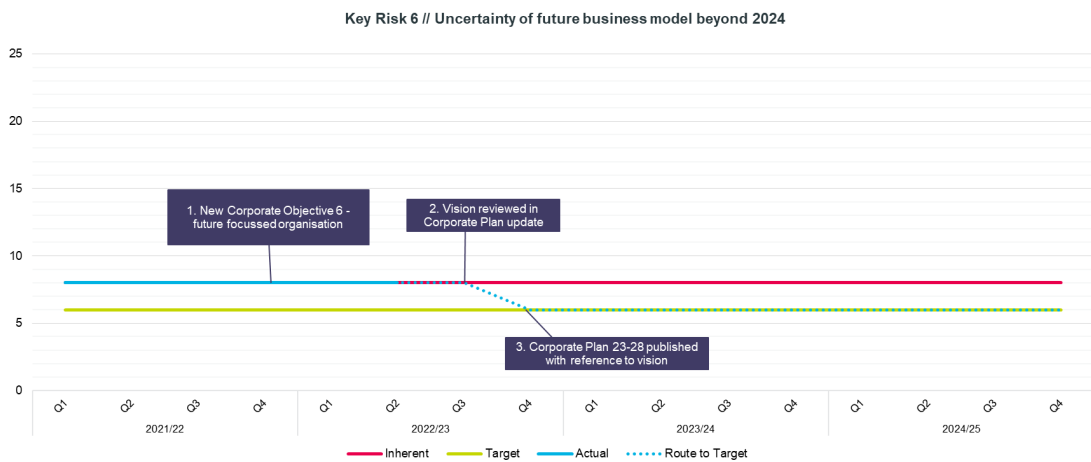 Key Risk 6 // Uncertainty of future business model beyond 2024
25
20
15
10
5
0
1. New Corporate Objective 6 -
future focussed organisation
2. Vision reviewed in
Corporate Plan update
3. Corporate Plan 23-28 published
with reference to vision
Q1 Q2 Q3 Q4 Q1 Q2 Q3 Q4 Q1 Q2 Q3 Q4 Q1 Q2 Q3 Q4
2021/22 2022/23 2023/24 2024/25
Inherent Target Actual Route to Target